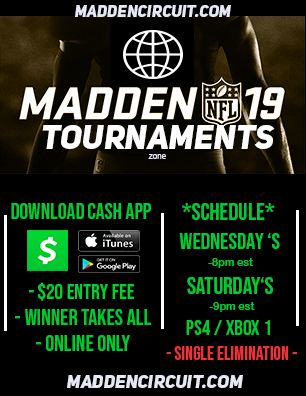 MADDENCIRCUIT.COM
MADDEN NFL 19
TOURNAMENTS
zone
DOWNLOAD CASH APP
$
Available on
iTunes
GET IT ON
Google Play
- $20 ENTRY FEE
- WINNER TAKES ALL
- ONLINE ONLY
*SCHEDULE*
WEDNESDAY 'S
-8pm est
SATURDAY'S
-9pm est
PS4 / XBOX 1
- SINGLE ELIMINATION -
MADDENCIRCUIT.COM